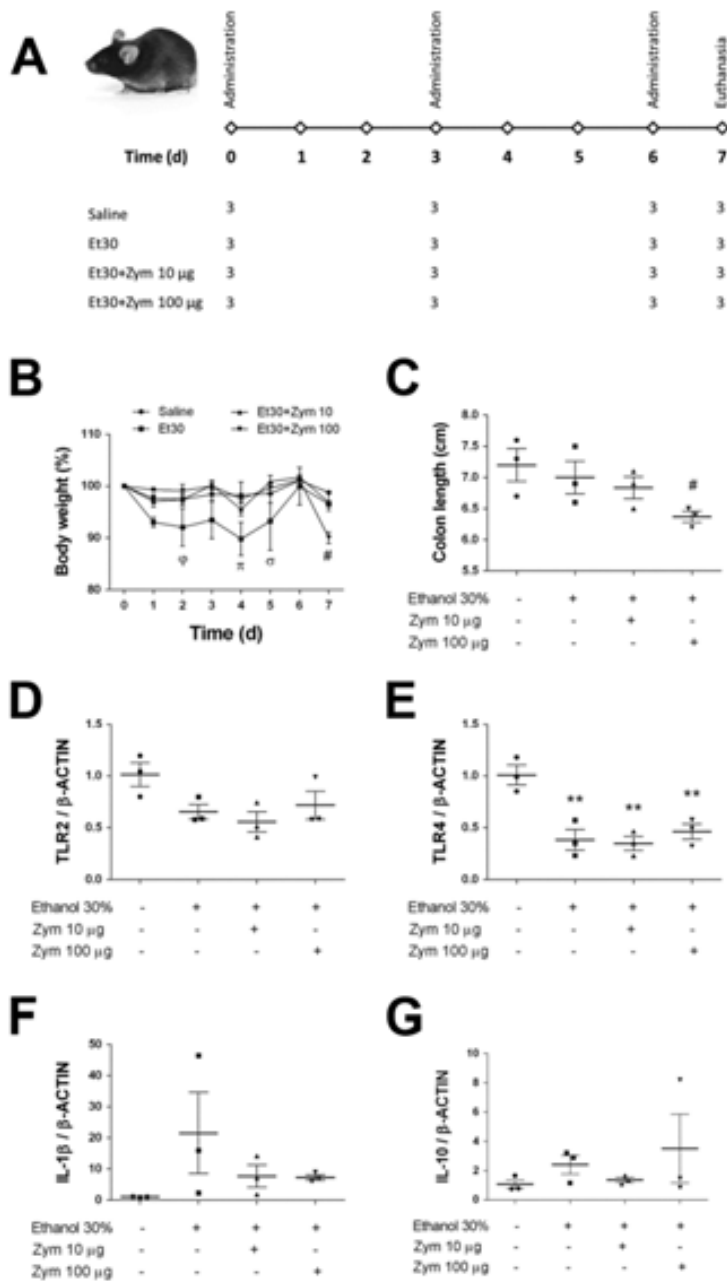 A
Administration
Administration
Administration
Euthanasia
Time (d) 0 1 2 3 4 5 6 7
Saline 3 3 3 3
Et30 3 3 3 3
Et30+Zym 10 µg 3 3 3 3
Et30+Zym 100 µg 3 3 3 3
B
Saline Et30+Zym 10
Et30 Et30+Zym 100
Body weight (%)
110
100
90
80
φ π σ #
0 1 2 3 4 5 6 7
Time (d)
C
Colon length (cm)
8.0
7.5
7.0
6.5
6.0
5.5
#
Ethanol 30% - + + +
Zym 10 µg - - + -
Zym 100 µg - - - +
D
TLR2 / β-ACTIN
1.5
1.0
0.5
0.0
Ethanol 30% - + + +
Zym 10 µg - - + -
Zym 100 µg - - - +
E
TLR4 / β-ACTIN
1.5
1.0
0.5
0.0
** ** **
Ethanol 30% - + + +
Zym 10 µg - - + -
Zym 100 µg - - - +
F
IL-1β / β-ACTIN
50
40
30
20
10
0
Ethanol 30% - + + +
Zym 10 µg - - + -
Zym 100 µg - - - +
G
IL-10 / β-ACTIN
10
8
6
4
2
0
Ethanol 30% - + + +
Zym 10 µg - - + -
Zym 100 µg - - - +